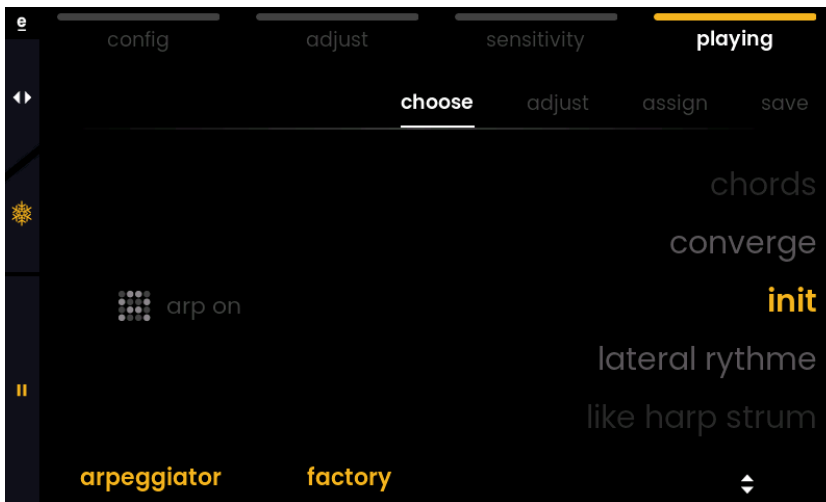 e
config adjust sensitivity playing
choose adjust assign save
chords
converge
init
arp on
lateral rythme
like harp strum
arpeggiator factory